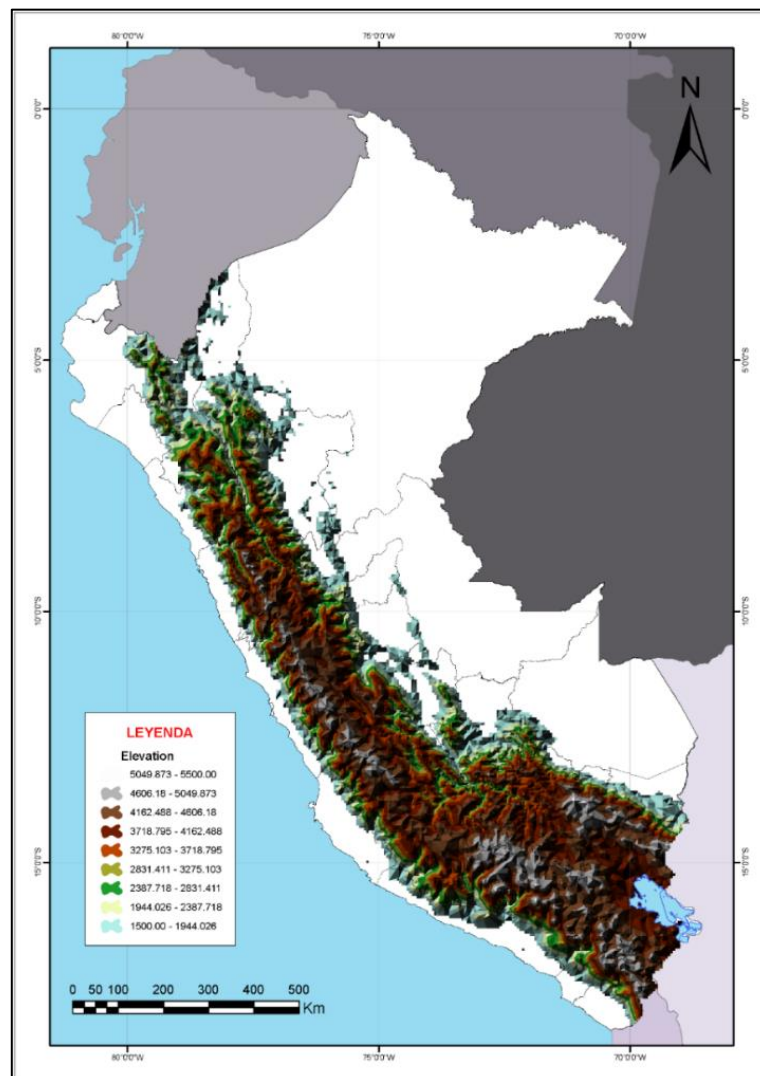 80°0'0"W 75°0'0"W 70°0'0"W
N
0°0'0" 0°0'0"
5°0'0"S 5°0'0"S
10°0'0"S 10°0'0"S
LEYENDA
Elevation
5049.873 - 5500.00
4606.18 - 5049.873
4162.488 - 4606.18
3718.795 - 4162.488
3275.103 - 3718.795
2831.411 - 3275.103
2387.718 - 2831.411
1944.026 - 2387.718
1500.00 - 1944.026
15°0'0"S 15°0'0"S
0 50 100 200 300 400 500
Km
80°0'0"W 75°0'0"W 70°0'0"W